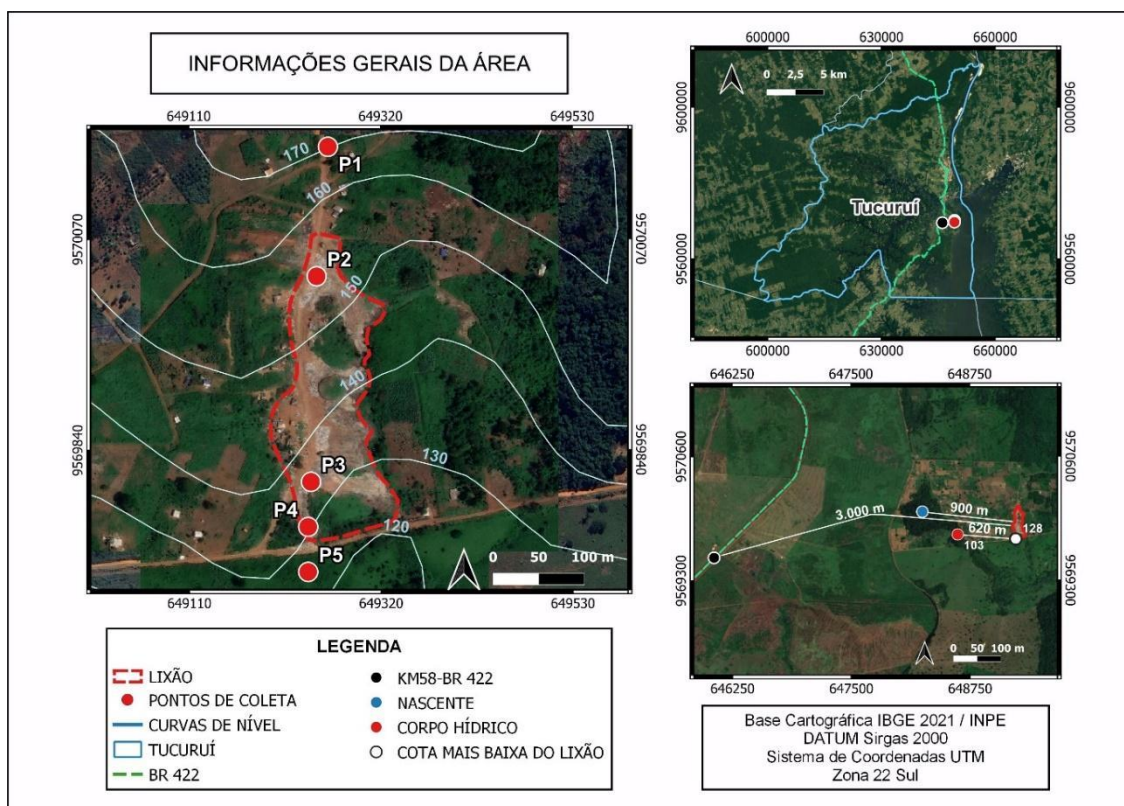 INFORMAÇÕES GERAIS DA ÁREA
649110 649320 649530
9570070
9570070
9569840
9569840
170
P1
160
P2
150
140
P3
130
P4
120
P5
0 50 100 m
649110 649320 649530
LEGENDA
LIXÃO
PONTOS DE COLETA
CURVAS DE NÍVEL
TUCURUÍ
BR 422
KM58-BR 422
NASCENTE
CORPO HÍDRICO
COTA MAIS BAIXA DO LIXÃO
600000 630000 660000
0 2,5 5 km
9600000
9600000
Tucuruí
9560000
9560000
600000 630000 660000
646250 647500 648750
9570600
9570600
3.000 m
900 m
620 m
128
103
9569300
9569300
0 50 100 m
646250 647500 648750
Base Cartográfica IBGE 2021 / INPE
DATUM Sirgas 2000
Sistema de Coordenadas UTM
Zona 22 Sul